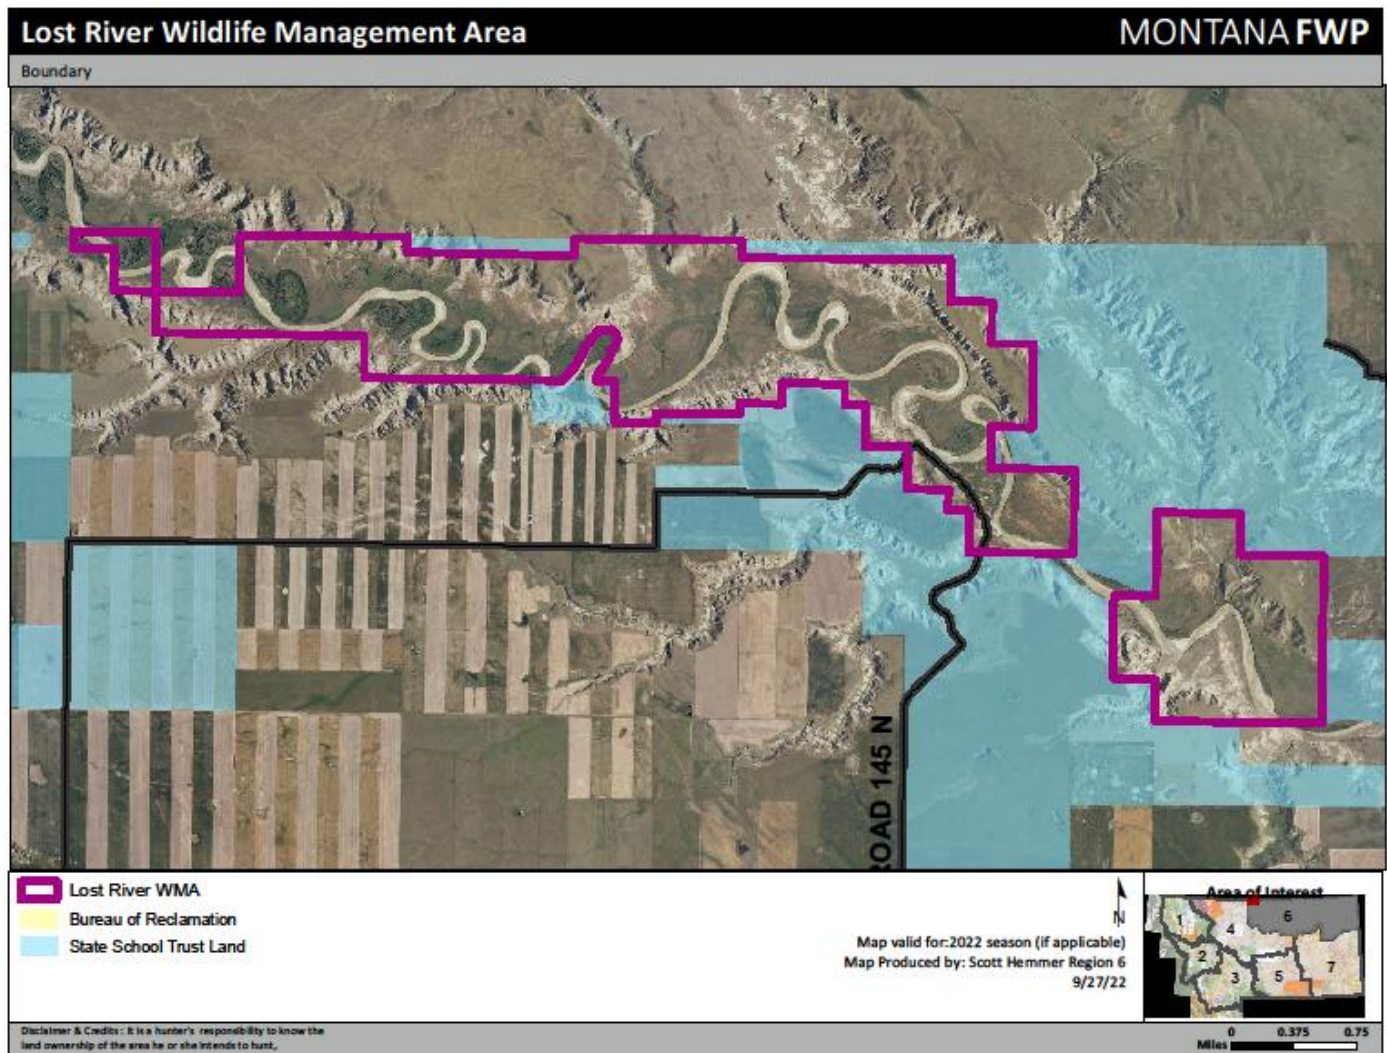 Lost River Wildlife Management Area
MONTANA FWP
Boundary
ROAD 145 N
Lost River WMA
Bureau of Reclamation
State School Trust Land
N
Map valid for:2022 season (if applicable)
Map Produced by: Scott Hemmer Region 6
9/27/22
Area of Interest
1
4
6
2
3
5
7
Disclaimer & Credits : It is a hunter's responsibility to know the
land ownership of the area he or she intends to hunt,
0 0.375 0.75
Miles